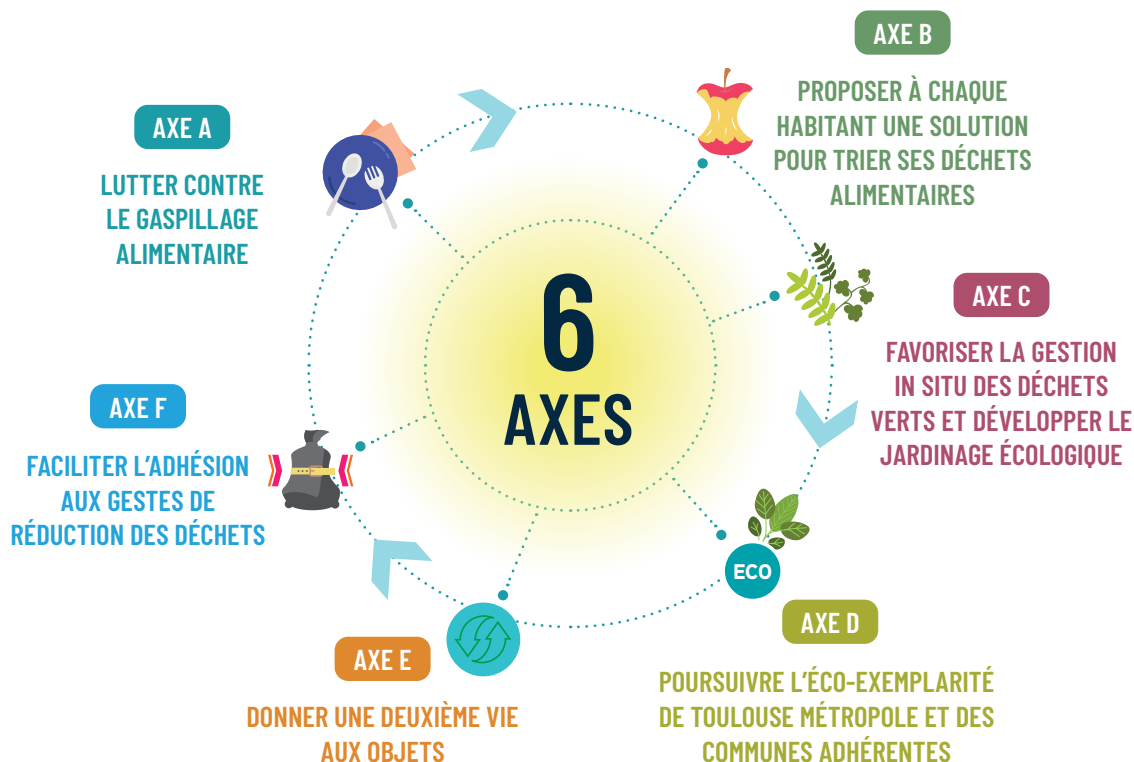 6
AXES
AXE A
LUTTER CONTRE
LE GASPILLAGE
ALIMENTAIRE
AXE B
PROPOSER À CHAQUE
HABITANT UNE SOLUTION
POUR TRIER SES DÉCHETS
ALIMENTAIRES
AXE C
FAVORISER LA GESTION
IN SITU DES DÉCHETS
VERTS ET DÉVELOPPER LE
JARDINAGE ÉCOLOGIQUE
ECO
AXE D
POURSUIVRE L'ÉCO-EXEMPLARITÉ
DE TOULOUSE MÉTROPOLE ET DES
COMMUNES ADHÉRENTES
AXE E
DONNER UNE DEUXIÈME VIE
AUX OBJETS
AXE F
FACILITER L'ADHÉSION
AUX GESTES DE
RÉDUCTION DES DÉCHETS